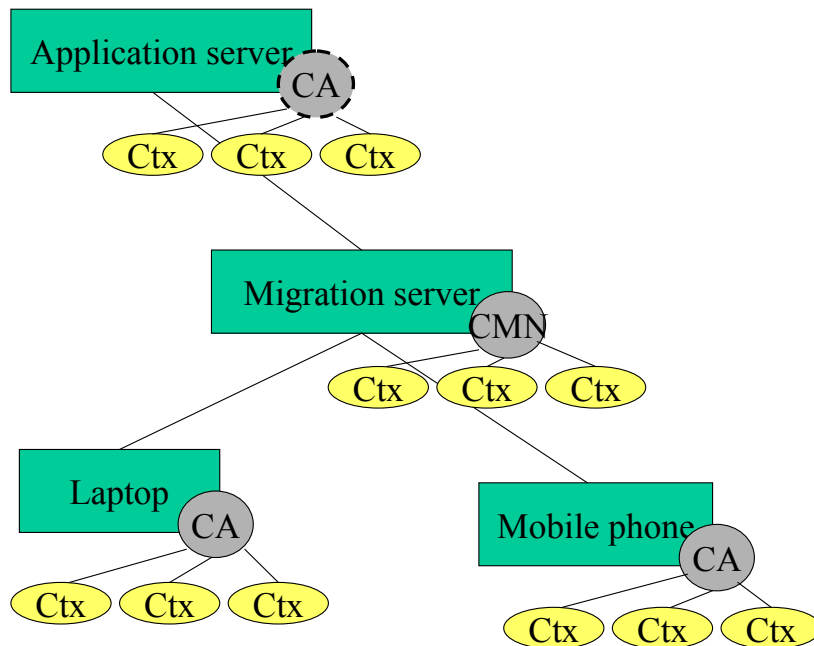 Application server
CA
Ctx Ctx Ctx
Migration server
CMN
Ctx Ctx Ctx
Laptop
CA
Mobile phone
CA
Ctx Ctx Ctx
Ctx Ctx Ctx